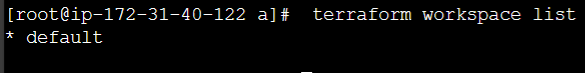 [root@ip-172-31-40-122 a]#  terraform workspace list
* default